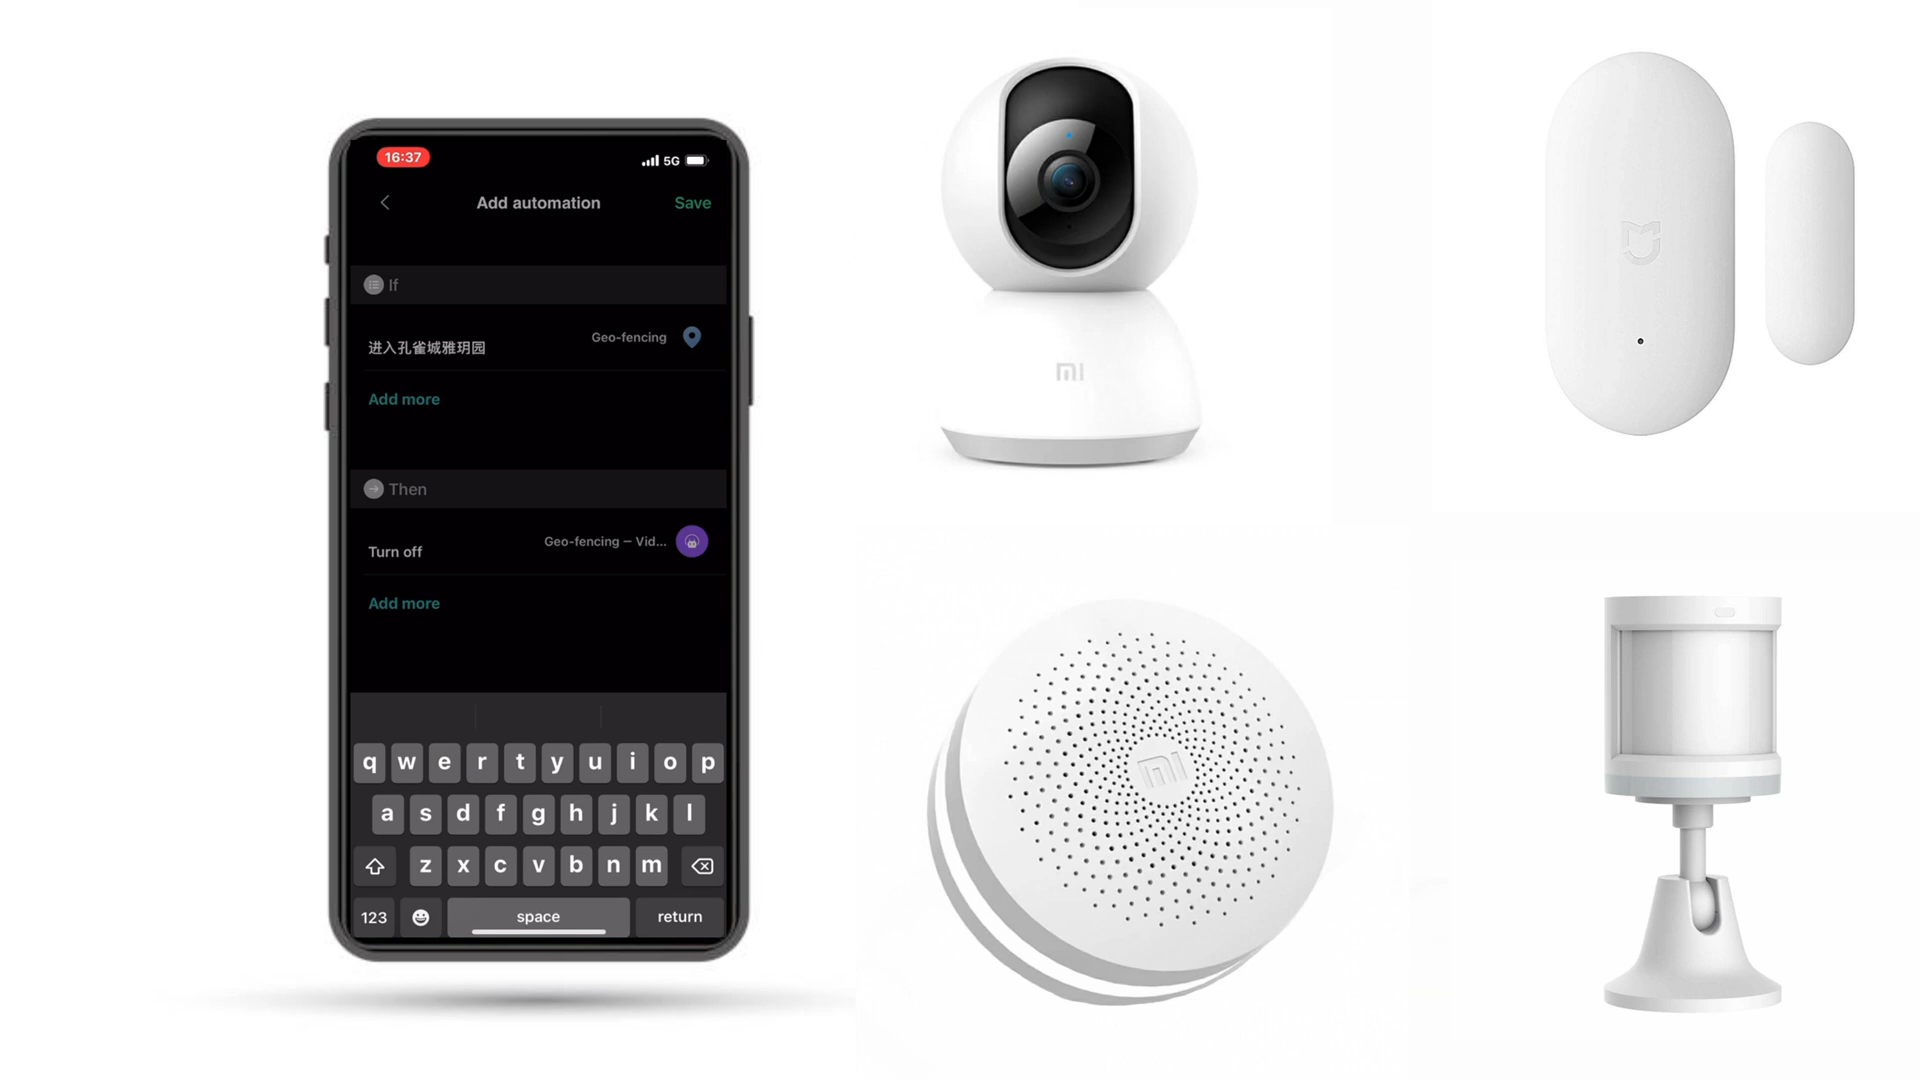 16:37
5G
Add automation
Save
If
进入孔雀城雅玥园
Geo-fencing
Add more
Then
Turn off
Geo-fencing – Vid...
Add more
q w e r t y u i o p
a s d f g h j k l
z x c v b n m
123
space
return
mi
mi